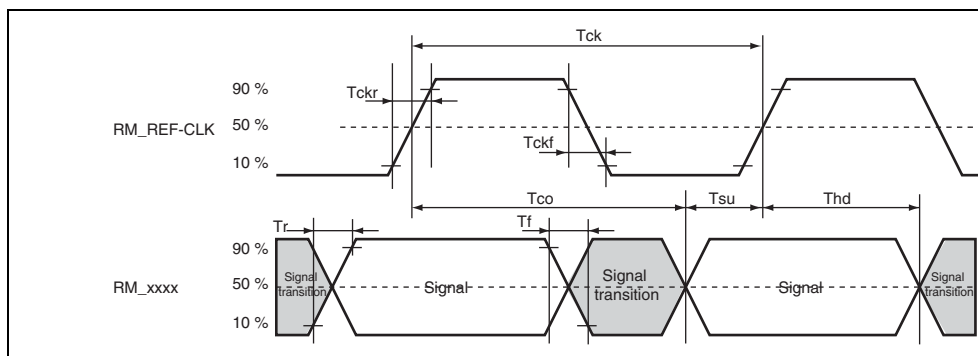 Tck
90 %
Tckr
RM_REF-CLK
50 %
Tckf
10 %
Tco
Tsu
Thd
Tr
Tf
90 %
Signal transition
Signal transition
Signal transition
RM_xxxx
50 %
Signal
Signal
10 %